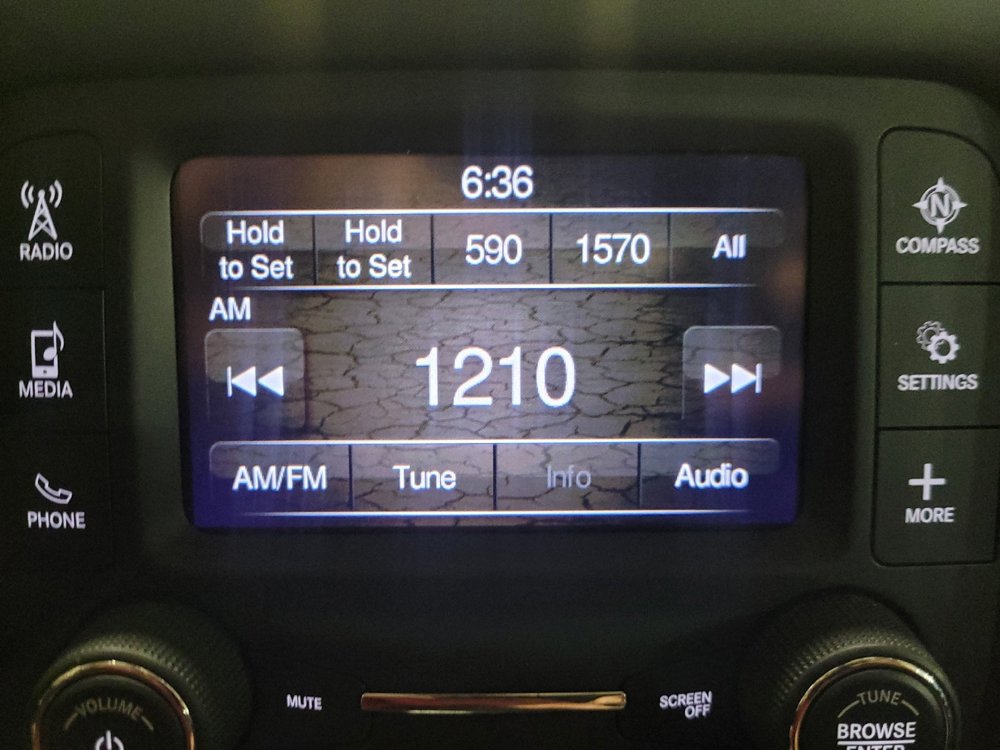 6:36
Hold
to Set
Hold
to Set
590
1570
All
AM
1210
AM/FM
Tune
Info
Audio
RADIO
MEDIA
PHONE
N
COMPASS
SETTINGS
MORE
VOLUME
MUTE
SCREEN
OFF
TUNE
BROWSE
ENTER